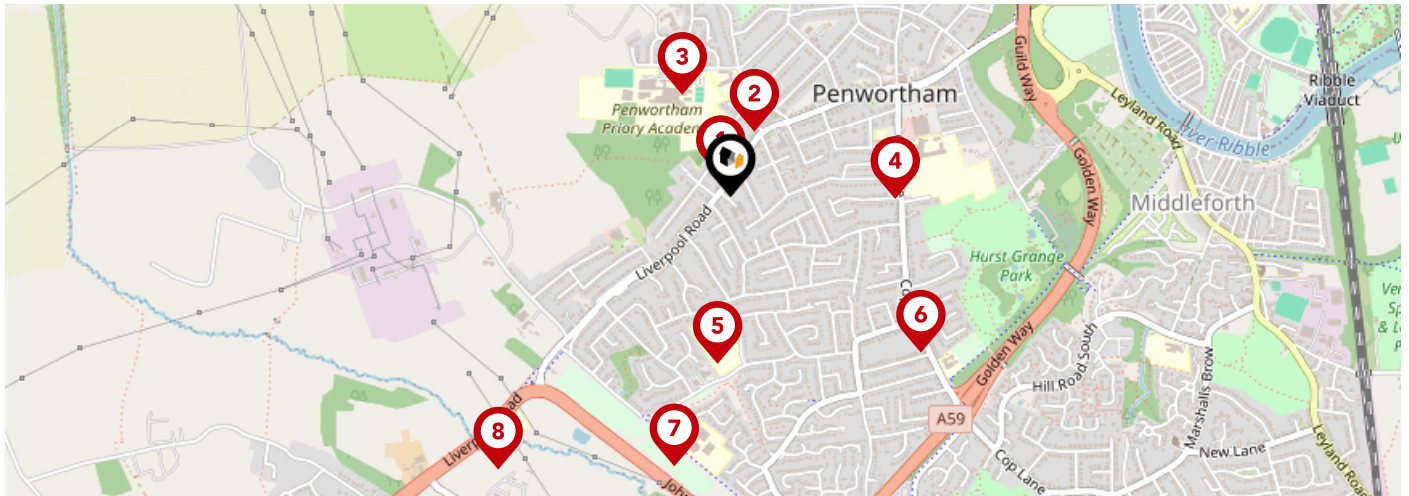 3
Penwortham
Priory Academ
2
1
Penwortham
4
Guild Way
Leyland Road
River Ribble
Ribble
Viaduct
Golden Way
Middleforth
Liverpool Road
Hurst Grange
Park
5
6
Golden Way
Hill Road South
Marshalls Brow
8
7
A59
Cop Lane
New Lane
Leyland Road